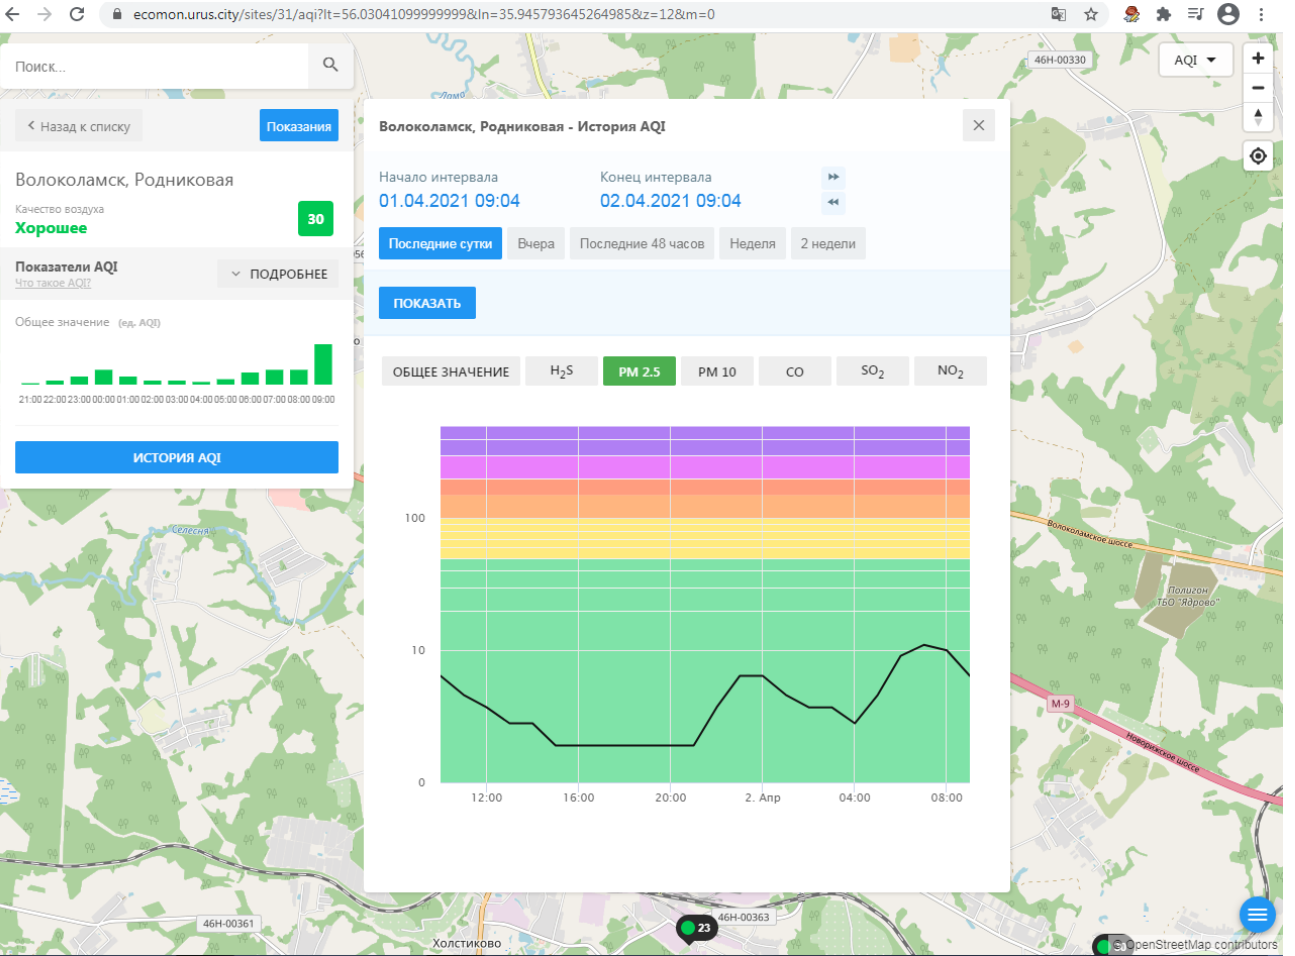 ecomon.urus.city/sites/31/aqi?lt=56.03041099999999&ln=35.945793645264985&z=12&m=0
Поиск...
Назад к списку
Показания
Волоколамск, Родниковая
Качество воздуха
Хорошее
30
Показатели AQI
Что такое AQI?
ПОДРОБНЕЕ
Общее значение (ед. AQI)
21:00 22:00 23:00 00:00 01:00 02:00 03:00 04:00 05:00 06:00 07:00 08:00 09:00
ИСТОРИЯ AQI
Волоколамск, Родниковая - История AQI
Начало интервала
Конец интервала
01.04.2021 09:04
02.04.2021 09:04
Последние сутки
Вчера
Последние 48 часов
Неделя
2 недели
ПОКАЗАТЬ
ОБЩЕЕ ЗНАЧЕНИЕ
H2S
PM 2.5
PM 10
CO
SO2
NO2
100
10
0
12:00
16:00
20:00
2. Апр
04:00
08:00
46Н-00330
AQI
Лама
Селесня
Волоколамское шоссе
Полигон
ТБО "Ядрово"
М-9
Новорижское шоссе
46Н-00361
Холстиково
23
46Н-00363
© OpenStreetMap contributors